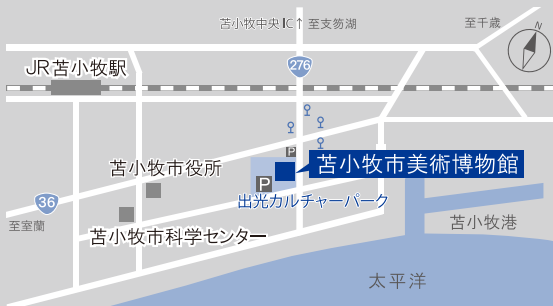 苫小牧中央IC↑至支笏湖
至千歳
N
JR苫小牧駅
276
P
苫小牧市美術博物館
苫小牧市役所
P
36
出光カルチャーパーク
至室蘭
苫小牧港
苫小牧市科学センター
太平洋